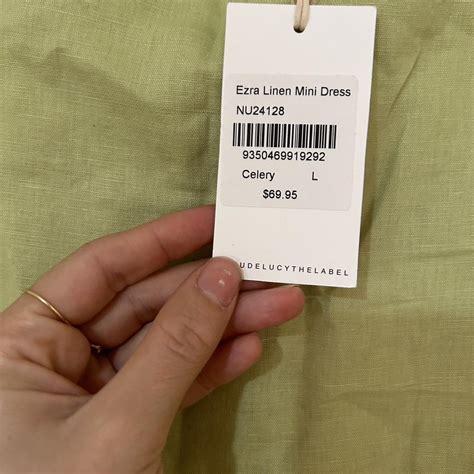 Ezra Linen Mini Dress
NU24128
9350469919292
Celery L
$69.95
UDELUCYTHELABEL